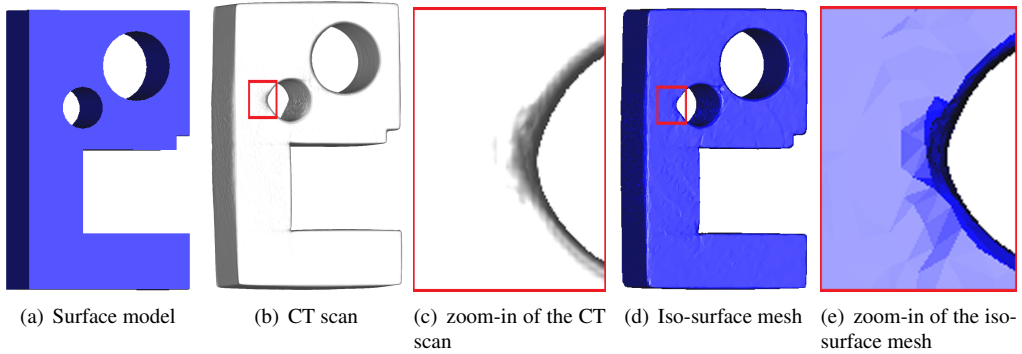 (a) Surface model
(b) CT scan
(c) zoom-in of the CT
scan
(d) Iso-surface mesh
(e) zoom-in of the iso-
surface mesh